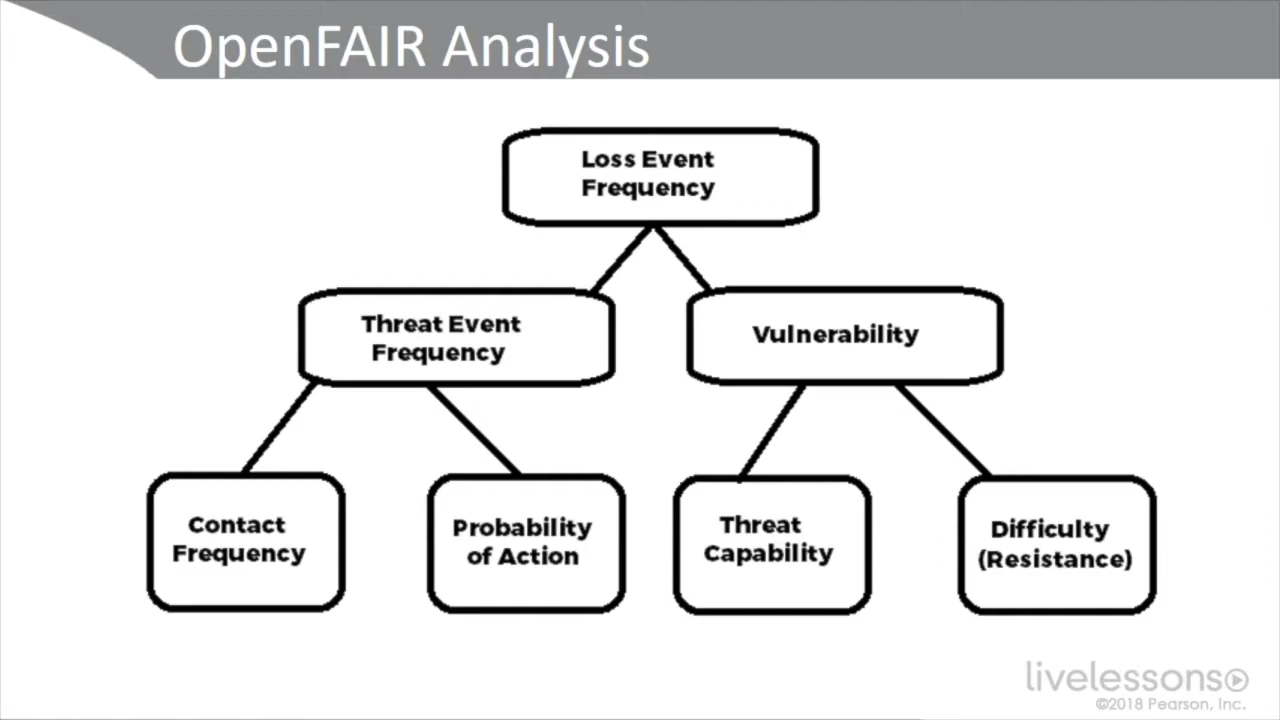 OpenFAIR Analysis
Loss Event
Frequency
Threat Event
Frequency
Vulnerability
Contact
Frequency
Probability
of Action
Threat
Capability
Difficulty
(Resistance)
livelessons
©2018 Pearson, Inc.